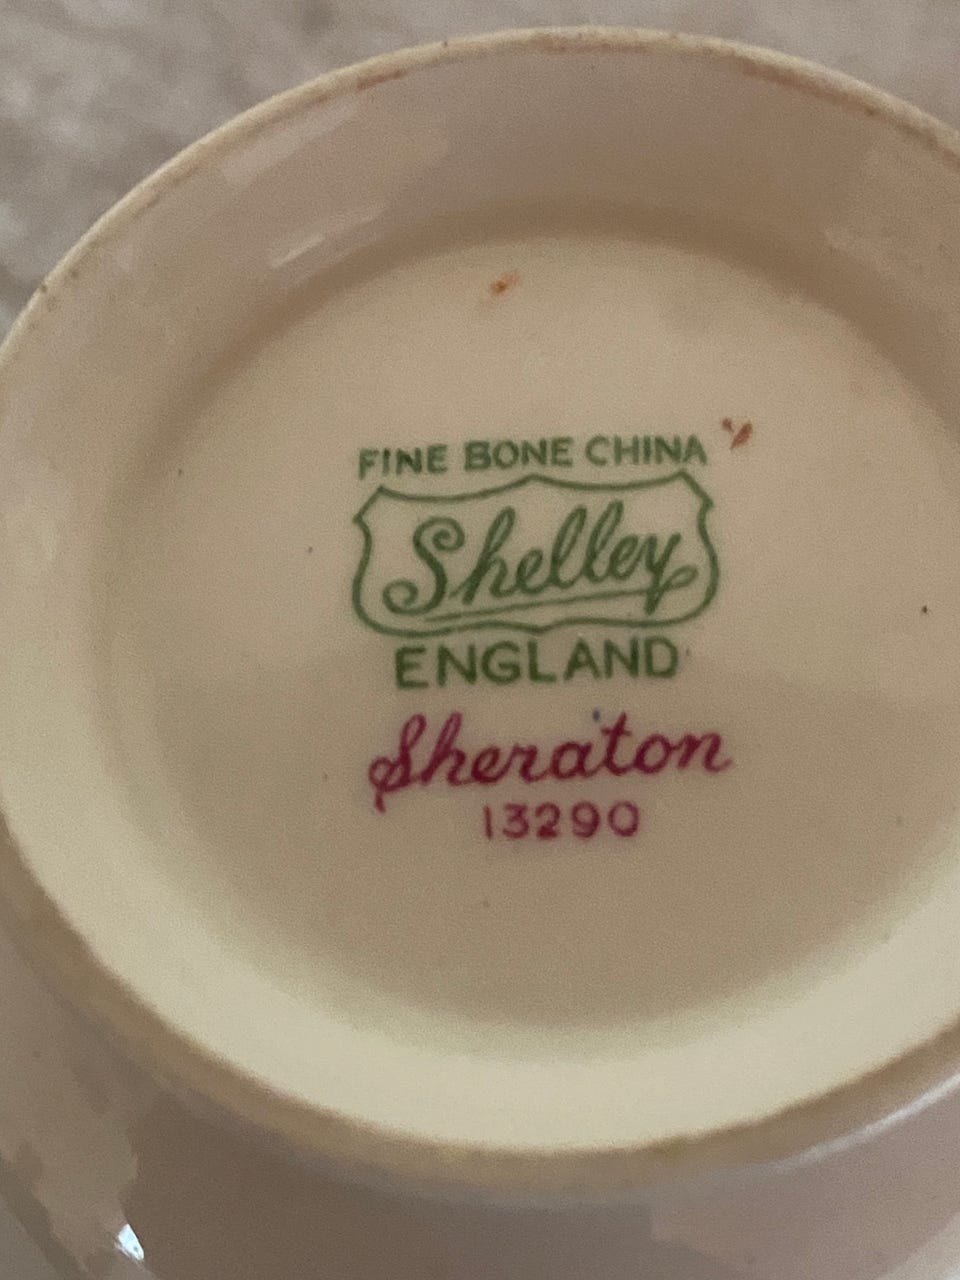 FINE BONE CHINA
Shelley
ENGLAND
Sheraton
13290